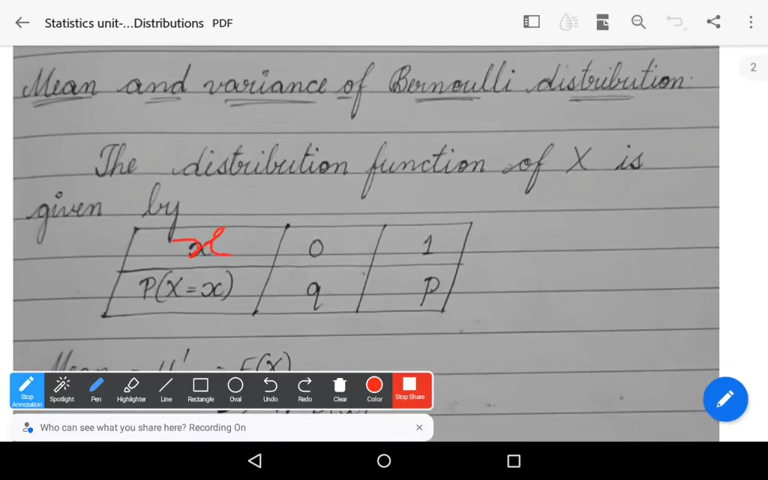 Statistics unit-...Distributions PDF
2
Mean and variance of Bernoulli distribution:
The distribution function of X is
given by
x 0 1
P(X=x) q p
Mean = μ₁' = E(X)
Stop Annotation Spotlight Pen Highlighter Line Rectangle Oval Undo Redo Clear Color Stop Share
Who can see what you share here? Recording On